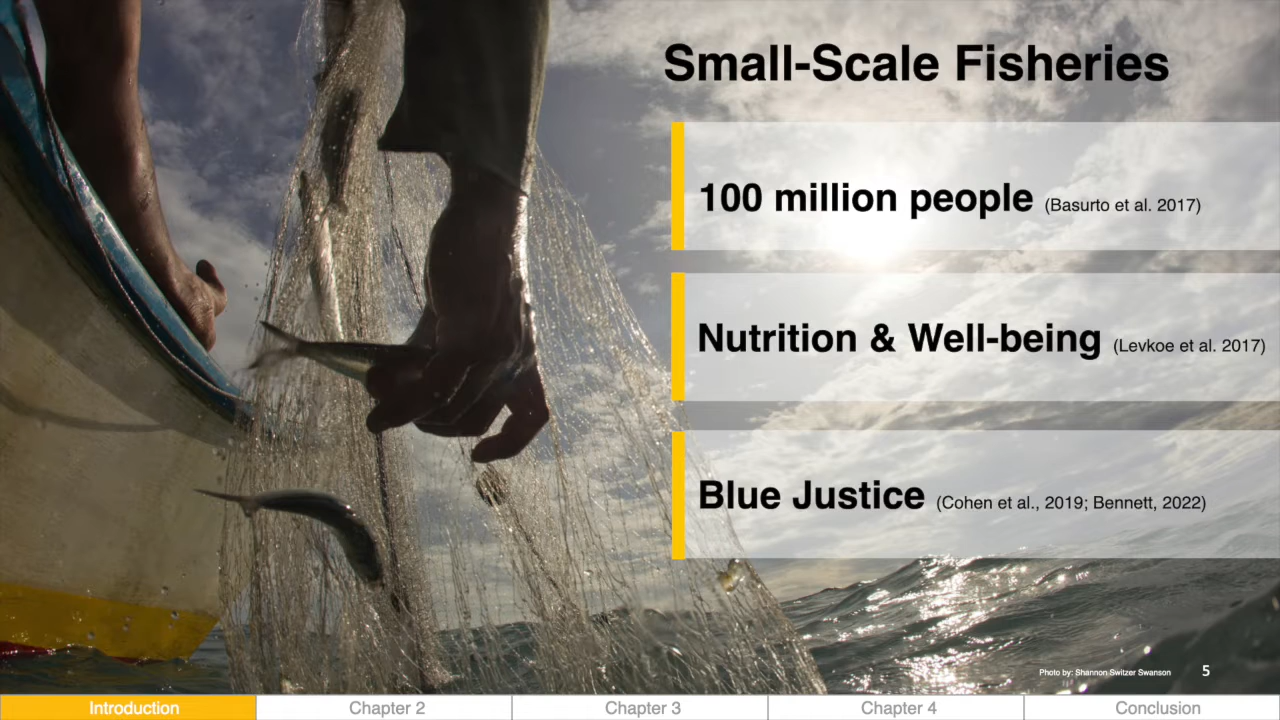 Small-Scale Fisheries
100 million people (Basurto et al. 2017)
Nutrition & Well-being (Levkoe et al. 2017)
Blue Justice (Cohen et al., 2019; Bennett, 2022)
Photo by: Shannon Switzer Swanson
5
Introduction
Chapter 2
Chapter 3
Chapter 4
Conclusion